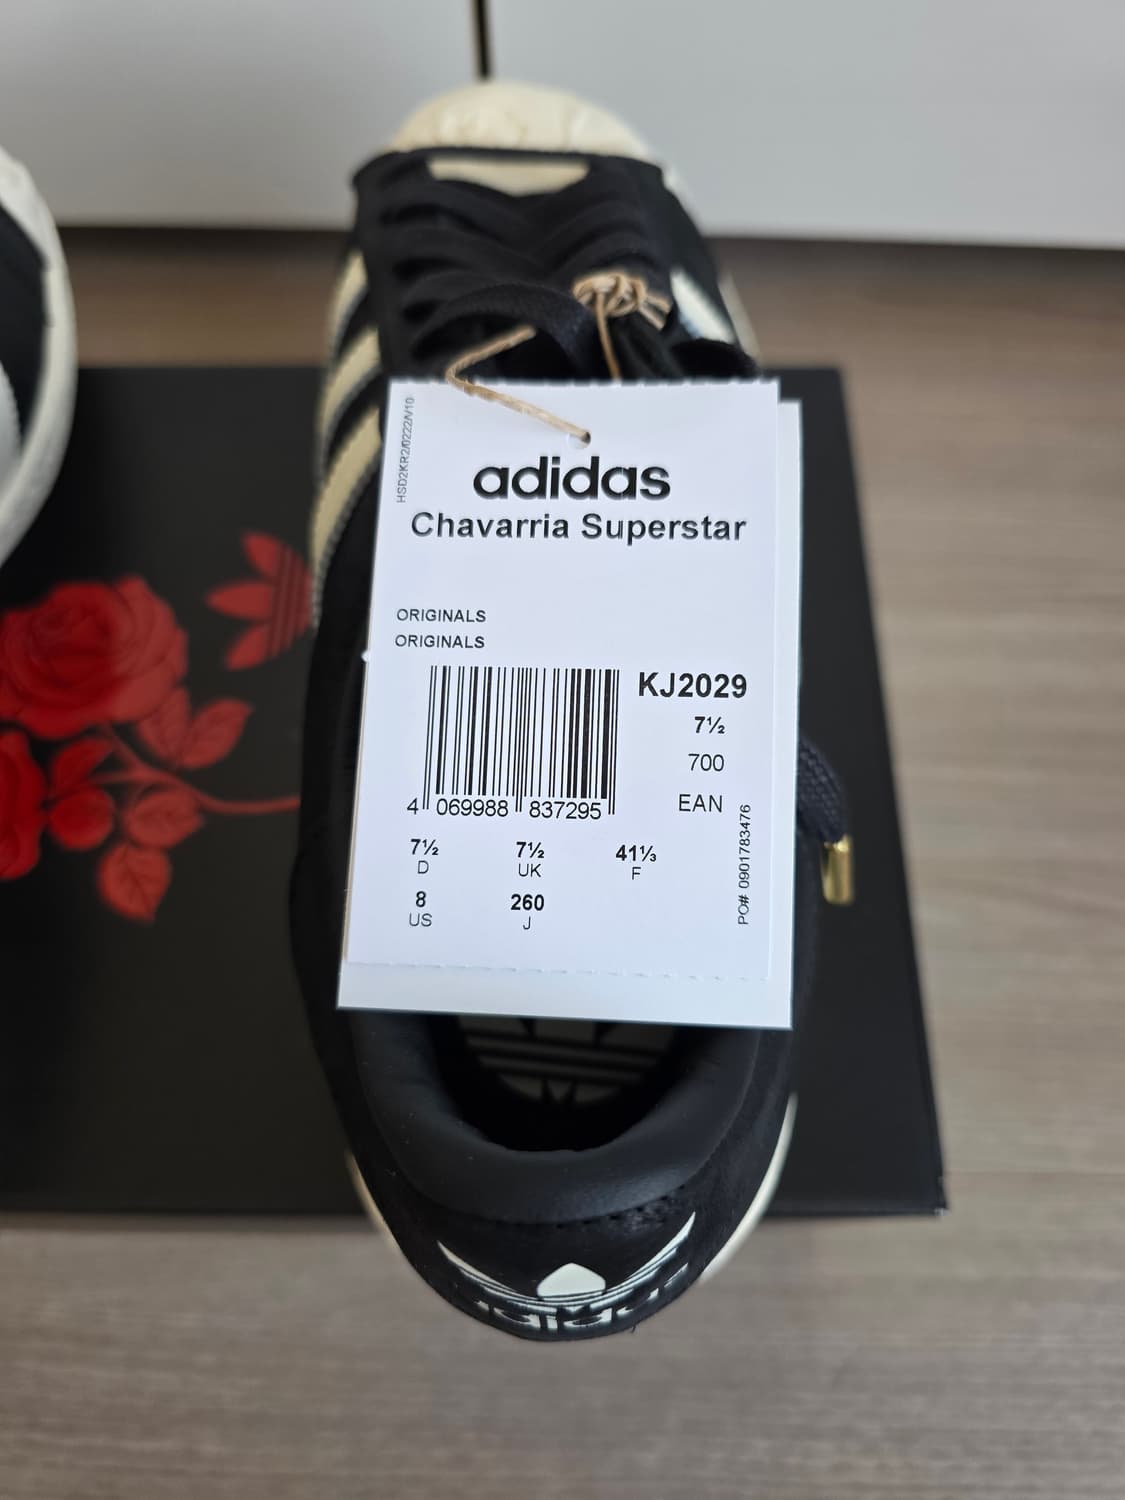 HSD2KR2/0222/V10
adidas
Chavarria Superstar
ORIGINALS
ORIGINALS
KJ2029
7½
700
EAN
4 069988 837295
PO# 0901783476
7½ 7½ 41⅓
D UK F
8 260
US J
adidas